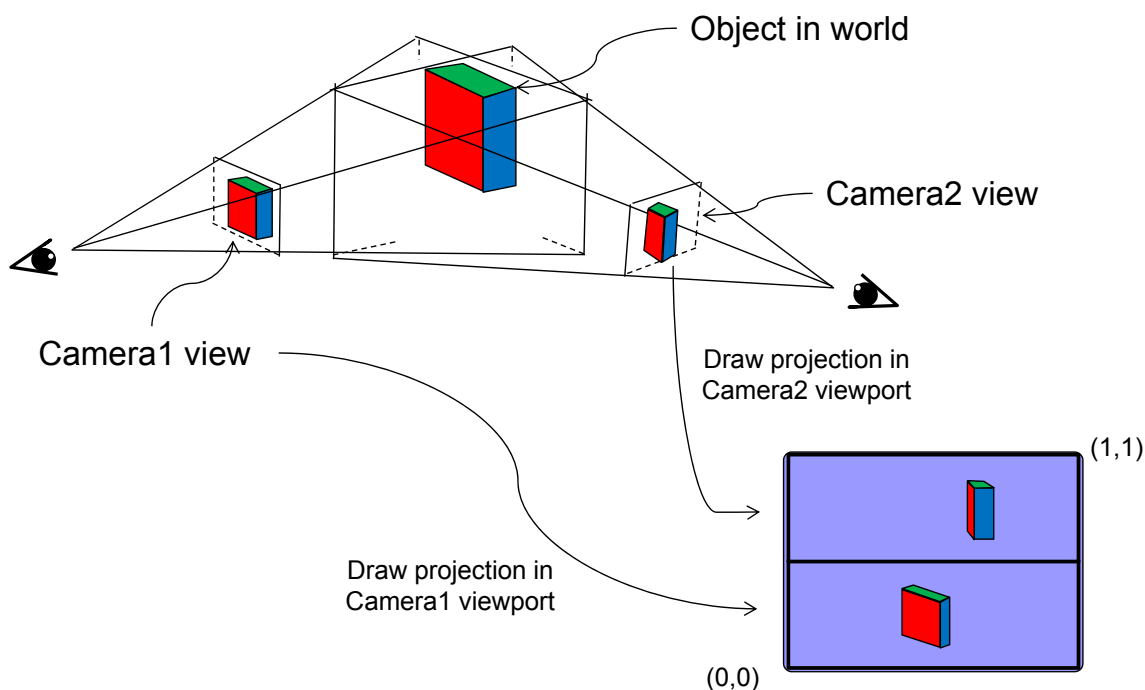 Object in world
Camera2 view
Camera1 view
Draw projection in
Camera2 viewport
(1,1)
Draw projection in
Camera1 viewport
(0,0)